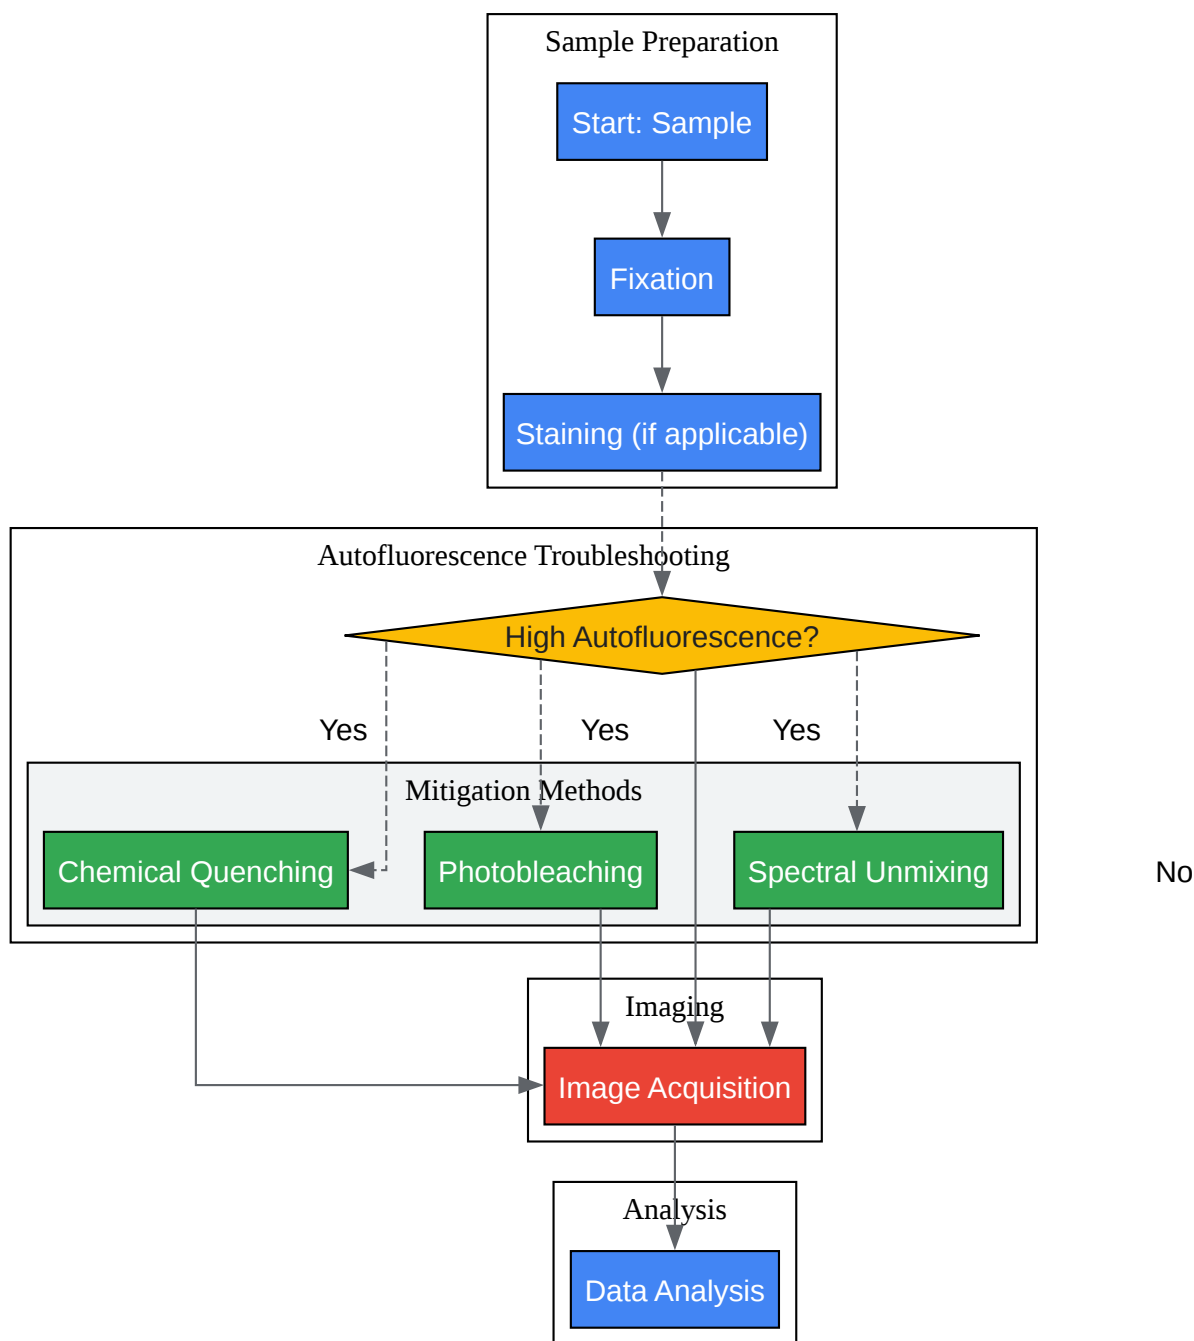 Sample Preparation
Start: Sample
Fixation
Staining (if applicable)
Autofluorescence Troubleshooting
High Autofluorescence?
Yes
Yes
Yes
Mitigation Methods
Chemical Quenching
Photobleaching
Spectral Unmixing
No
Imaging
Image Acquisition
Analysis
Data Analysis